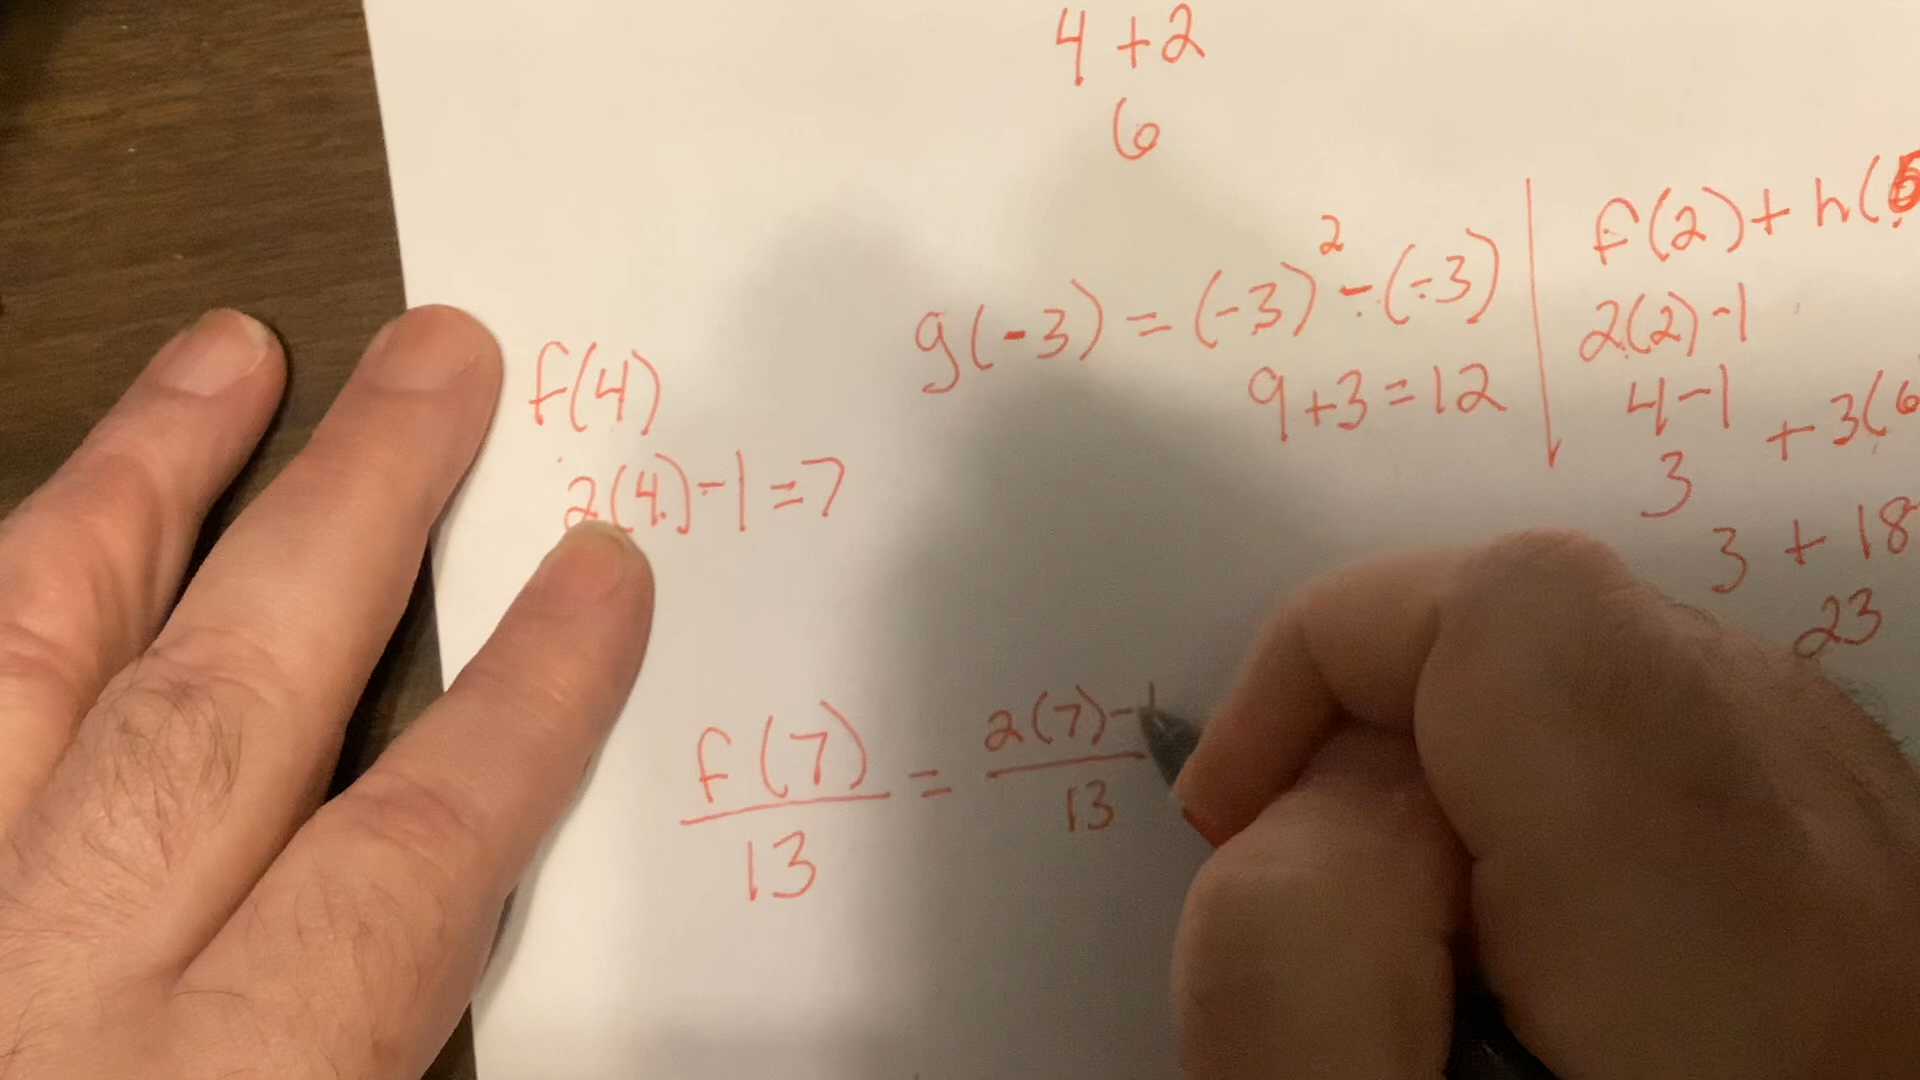 4 + 2
6
f(4)
2(4) - 1 = 7
g(-3) = (-3)² - (-3)
9 + 3 = 12
f(2) + h(
2(2) - 1
4 - 1
+ 3(6
3
3 + 18
23
f(7)/13 = 2(7) - 1/13